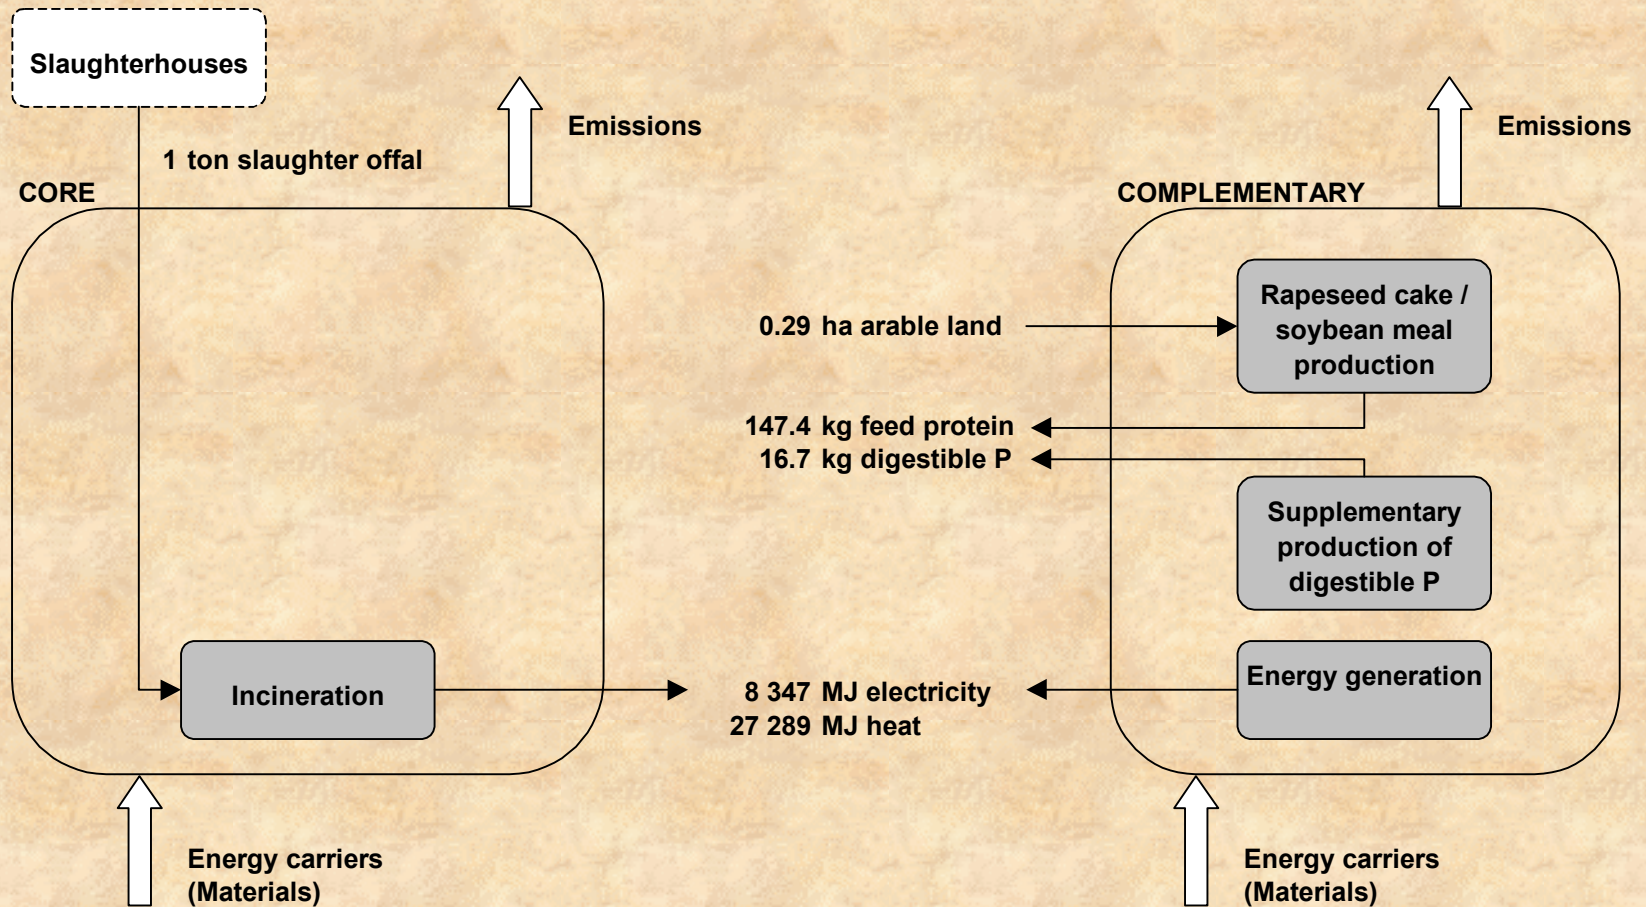 Slaughterhouses
Emissions
Emissions
1 ton slaughter offal
CORE
COMPLEMENTARY
Rapeseed cake /
soybean meal
production
0.29 ha arable land
147.4 kg feed protein
16.7 kg digestible P
Supplementary
production of
digestible P
Incineration
8 347 MJ electricity
27 289 MJ heat
Energy generation
Energy carriers
(Materials)
Energy carriers
(Materials)